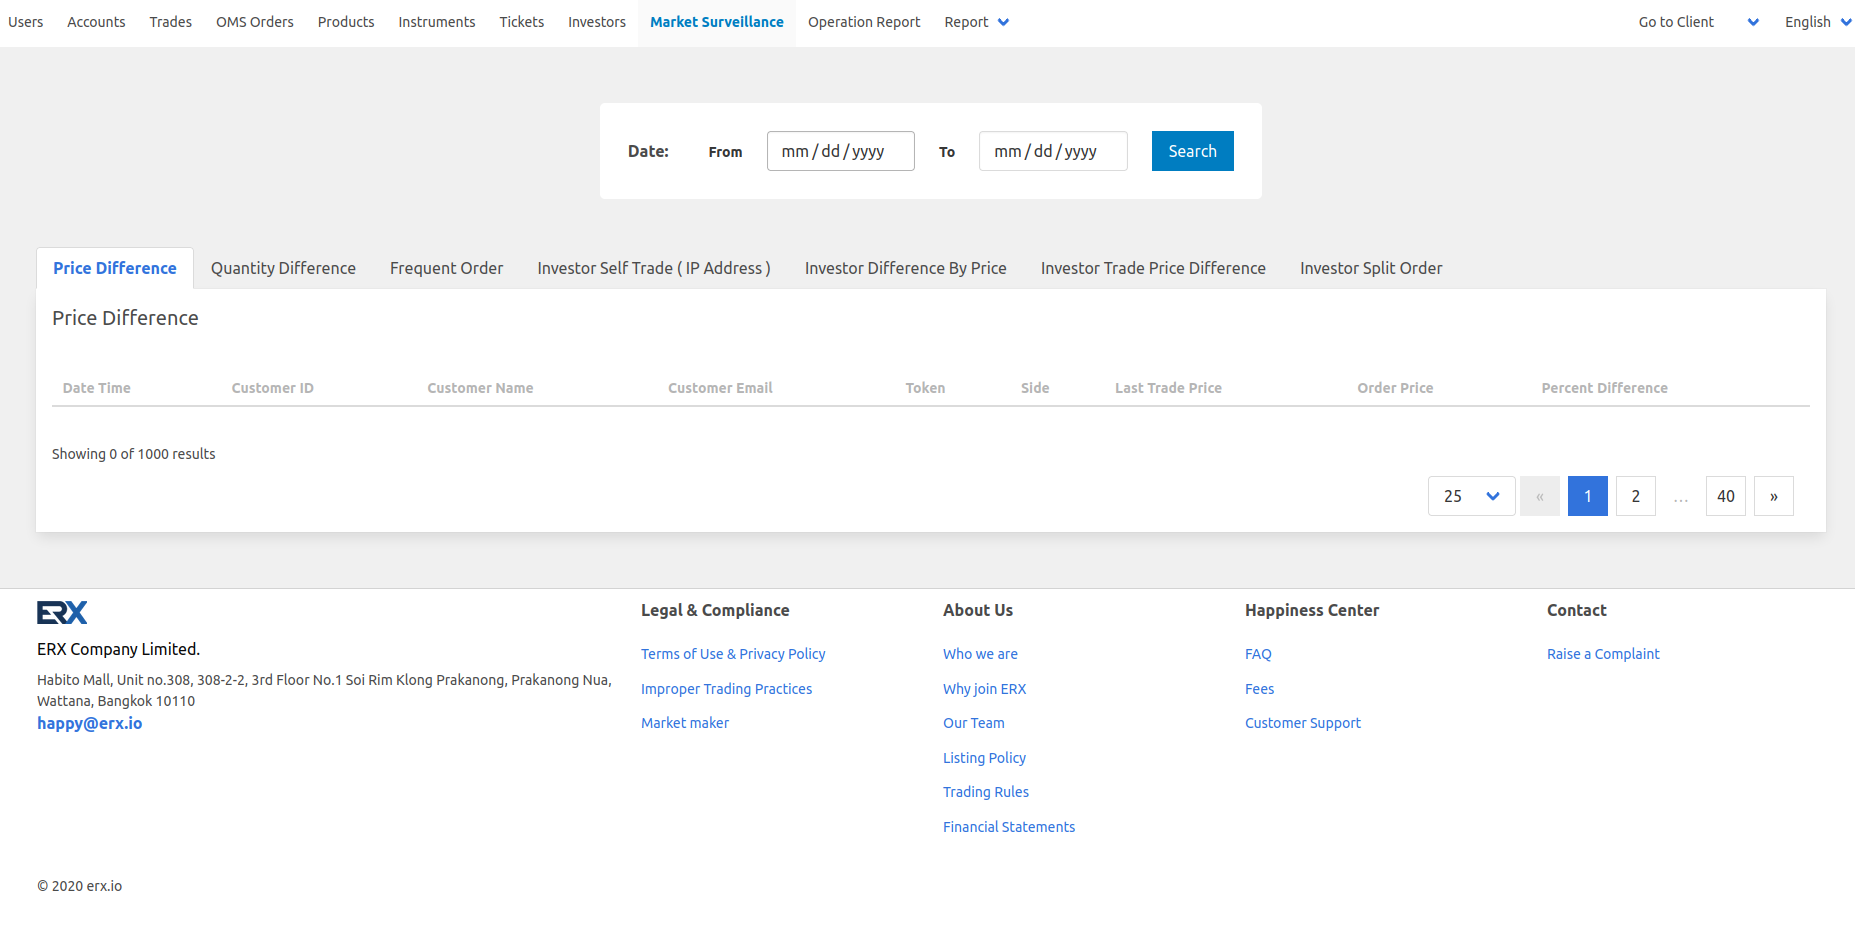 Users Accounts Trades OMS Orders Products Instruments Tickets Investors Market Surveillance Operation Report Report Go to Client English
Date: From mm/dd/yyyy To mm/dd/yyyy Search
Price Difference Quantity Difference Frequent Order Investor Self Trade ( IP Address ) Investor Difference By Price Investor Trade Price Difference Investor Split Order
Price Difference
Date Time Customer ID Customer Name Customer Email Token Side Last Trade Price Order Price Percent Difference
Showing 0 of 1000 results
25 « 1 2 … 40 »
ERX
ERX Company Limited.
Habito Mall, Unit no.308, 308-2-2, 3rd Floor No.1 Soi Rim Klong Prakanong, Prakanong Nua,
Wattana, Bangkok 10110
happy@erx.io
Legal & Compliance
Terms of Use & Privacy Policy
Improper Trading Practices
Market maker
About Us
Who we are
Why join ERX
Our Team
Listing Policy
Trading Rules
Financial Statements
Happiness Center
FAQ
Fees
Customer Support
Contact
Raise a Complaint
© 2020 erx.io